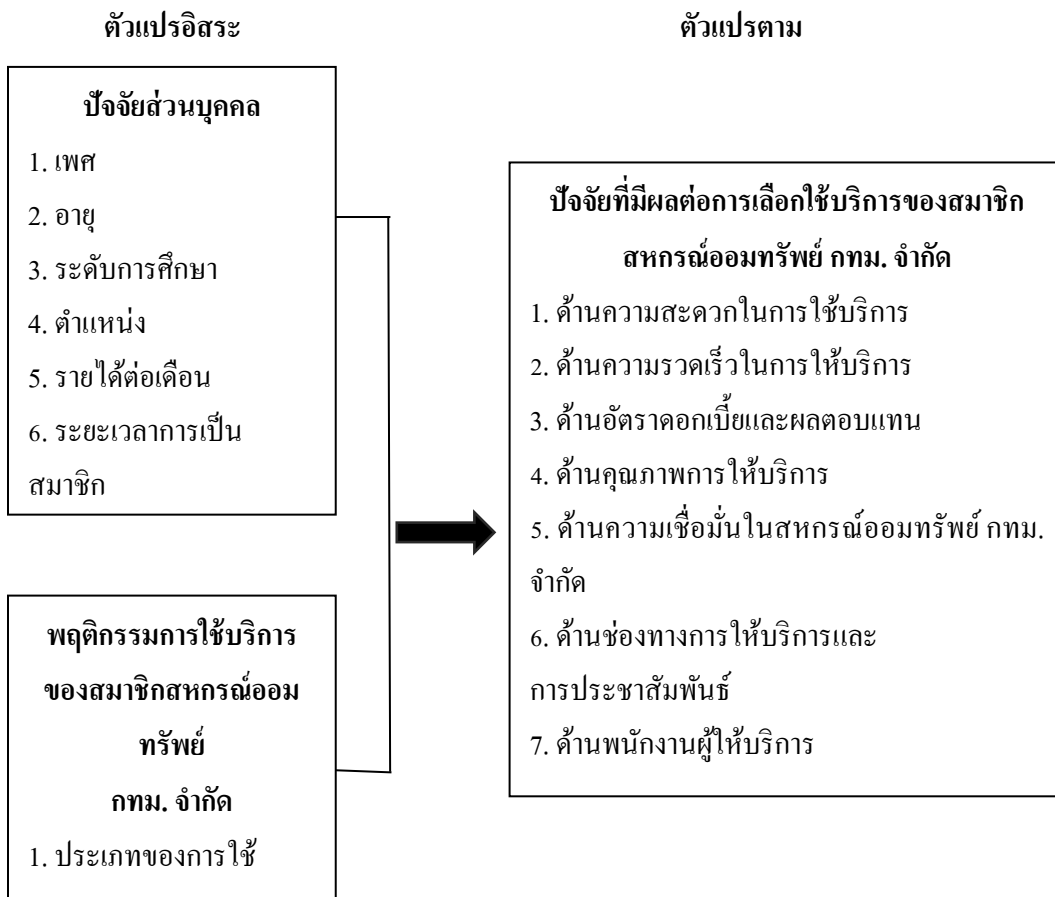 ตัวแปรอิสระ
ตัวแปรตาม
ปัจจัยส่วนบุคคล
1. เพศ
2. อายุ
3. ระดับการศึกษา
4. ตำแหน่ง
5. รายได้ต่อเดือน
6. ระยะเวลาการเป็น
สมาชิก
พฤติกรรมการใช้บริการ
ของสมาชิกสหกรณ์ออม
ทรัพย์
กทม. จำกัด
1. ประเภทของการใช้
ปัจจัยที่มีผลต่อการเลือกใช้บริการของสมาชิก
สหกรณ์ออมทรัพย์ กทม. จำกัด
1. ด้านความสะดวกในการใช้บริการ
2. ด้านความรวดเร็วในการให้บริการ
3. ด้านอัตราดอกเบี้ยและผลตอบแทน
4. ด้านคุณภาพการให้บริการ
5. ด้านความเชื่อมั่นในสหกรณ์ออมทรัพย์ กทม.
จำกัด
6. ด้านช่องทางการให้บริการและ
การประชาสัมพันธ์
7. ด้านพนักงานผู้ให้บริการ